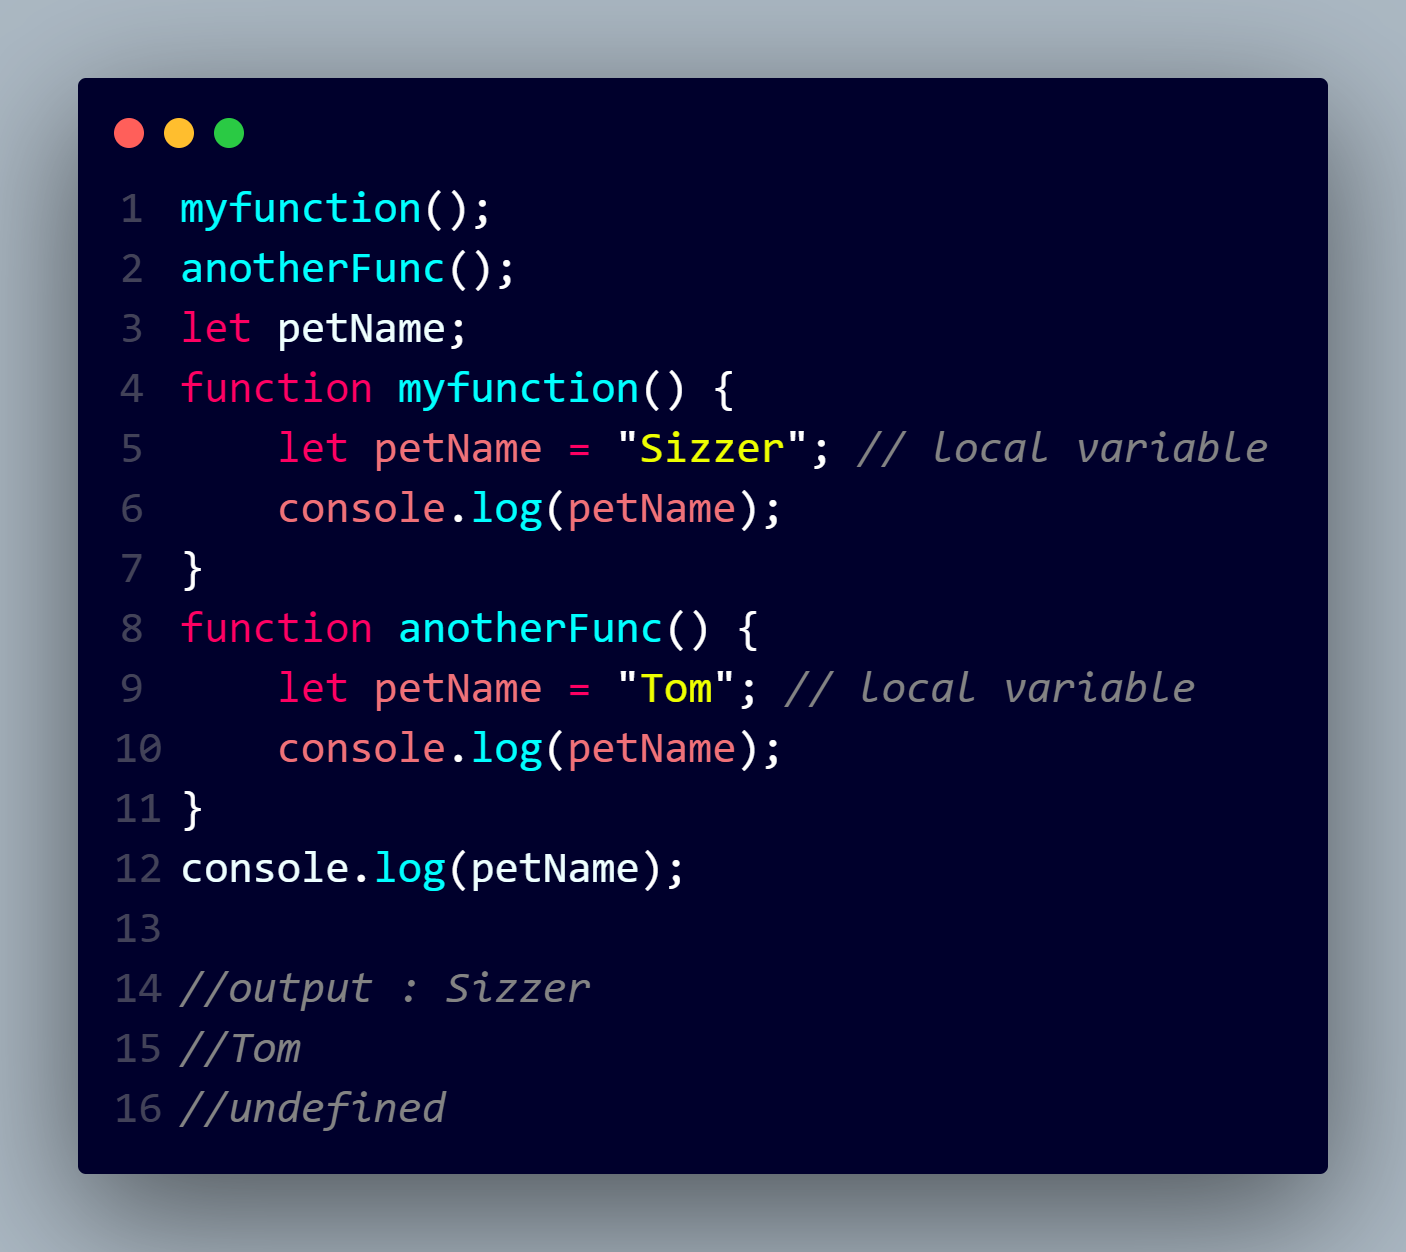 1 myfunction();
2 anotherFunc();
3 let petName;
4 function myfunction() {
5     let petName = "Sizzer"; // local variable
6     console.log(petName);
7 }
8 function anotherFunc() {
9     let petName = "Tom"; // local variable
10     console.log(petName);
11 }
12 console.log(petName);
13
14 //output : Sizzer
15 //Tom
16 //undefined